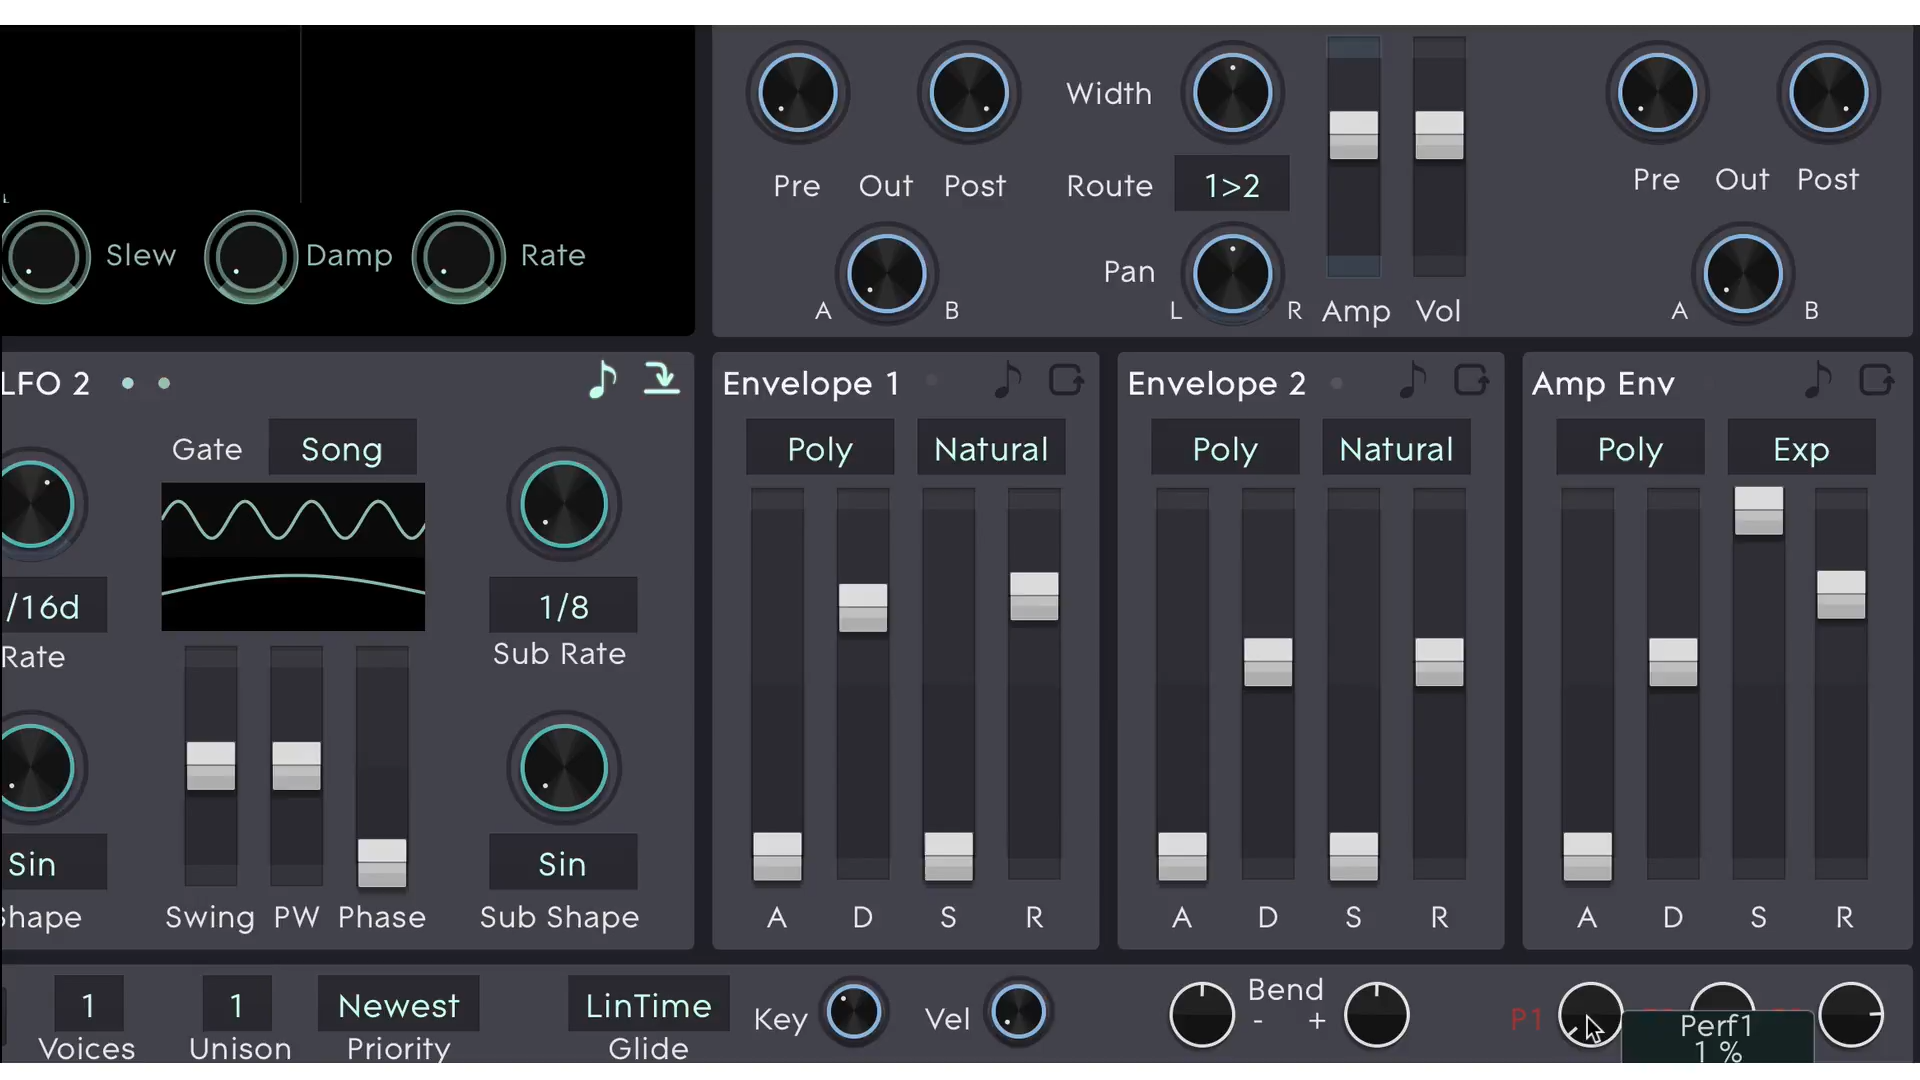 Slew Damp Rate
Width
Pre Out Post Route 1>2
Pre Out Post
Pan
A B L R Amp Vol A B
LFO 2 Envelope 1 Envelope 2 Amp Env
Gate Song Poly Natural Poly Natural Poly Exp
/16d 1/8
Rate Sub Rate
Sin Sin
Shape Swing PW Phase Sub Shape A D S R A D S R A D S R
1 1 Newest LinTime Key Vel Bend
- + P1 Perf1
Voices Unison Priority Glide 1 %